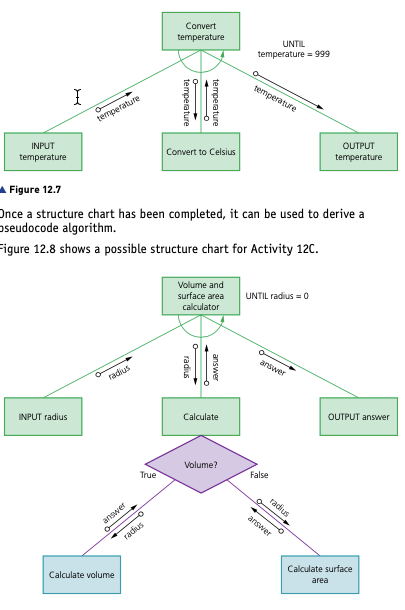 Convert
temperature
UNTIL
temperature = 999
temperature
temperature
temperature
temperature
INPUT
temperature
Convert to Celsius
OUTPUT
temperature
▲ Figure 12.7
Once a structure chart has been completed, it can be used to derive a
pseudocode algorithm.
Figure 12.8 shows a possible structure chart for Activity 12C.
Volume and
surface area
calculator
UNTIL radius = 0
radius
radius
answer
answer
INPUT radius
Calculate
OUTPUT answer
Volume?
True
False
answer
radius
radius
answer
Calculate volume
Calculate surface
area